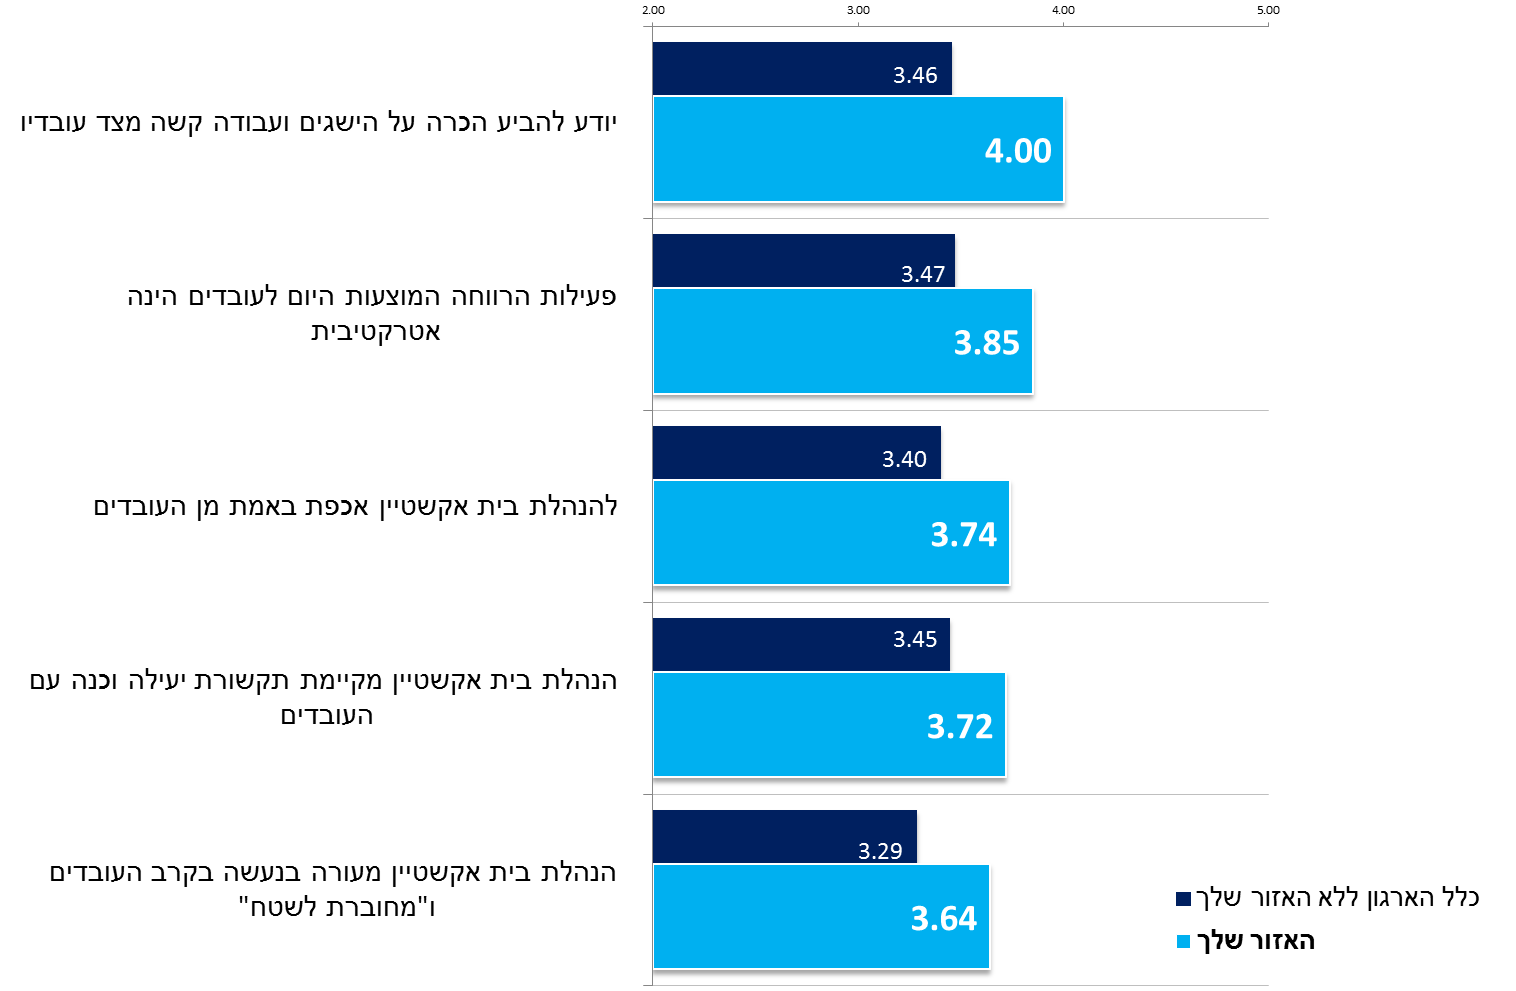 2.00 3.00 4.00 5.00
יודע להביע הכרה על הישגים ועבודה קשה מצד עובדיו
3.46
4.00
פעילות הרווחה המוצעות היום לעובדים הינה
אטרקטיבית
3.47
3.85
להנהלת בית אקשטיין אכפת באמת מן העובדים
3.40
3.74
הנהלת בית אקשטיין מקיימת תקשורת יעילה וכנה עם
העובדים
3.45
3.72
הנהלת בית אקשטיין מעורה בנעשה בקרב העובדים
ו"מחוברת לשטח"
3.29
3.64
כלל הארגון ללא האזור שלך
האזור שלך